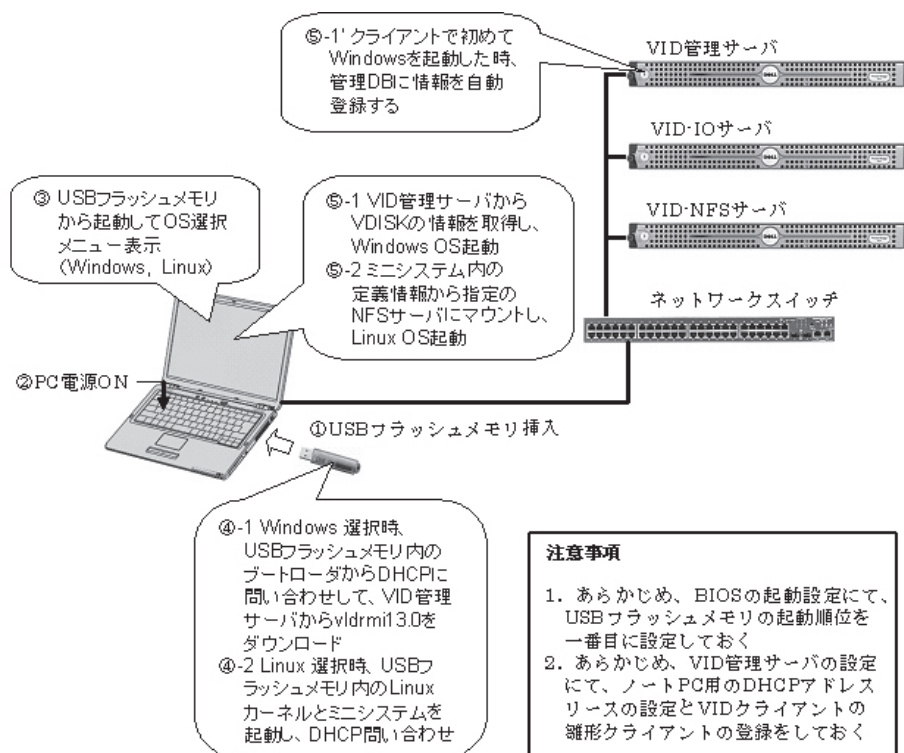 ⑤-1' クライアントで初めて
Windowsを起動した時、
管理DBに情報を自動
登録する
VID管理サーバ
DELL
VID-IOサーバ
DELL
VID-NFSサーバ
DELL
③ USBフラッシュメモリ
から起動してOS選択
メニュー表示
(Windows, Linux)
⑤-1 VID管理サーバから
VDISKの情報を取得し、
Windows OS起動
⑤-2 ミニシステム内の
定義情報から指定の
NFSサーバにマウントし、
Linux OS起動
ネットワークスイッチ
②PC電源ON
①USBフラッシュメモリ挿入
④-1 Windows 選択時、
USBフラッシュメモリ内の
ブートローダからDHCPに
問い合わせして、VID管理
サーバからvldrmi13.0を
ダウンロード
④-2 Linux 選択時、USBフ
ラッシュメモリ内のLinux
カーネルとミニシステムを
起動し、DHCP問い合わせ
注意事項
1. あらかじめ、BIOSの起動設定にて、
USBフラッシュメモリの起動順位を
一番目に設定しておく
2. あらかじめ、VID管理サーバの設定
にて、ノートPC用のDHCPアドレス
リースの設定とVIDクライアントの
雛形クライアントの登録をしておく